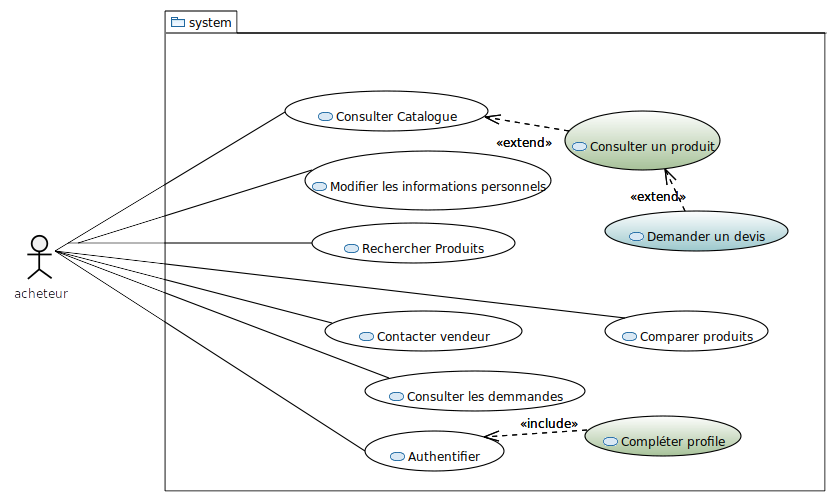 system
Consulter Catalogue
«extend»
Consulter un produit
Modifier les informations personnels
«extend»
Demander un devis
Rechercher Produits
acheteur
Contacter vendeur
Comparer produits
Consulter les demmandes
«include»
Compléter profile
Authentifier